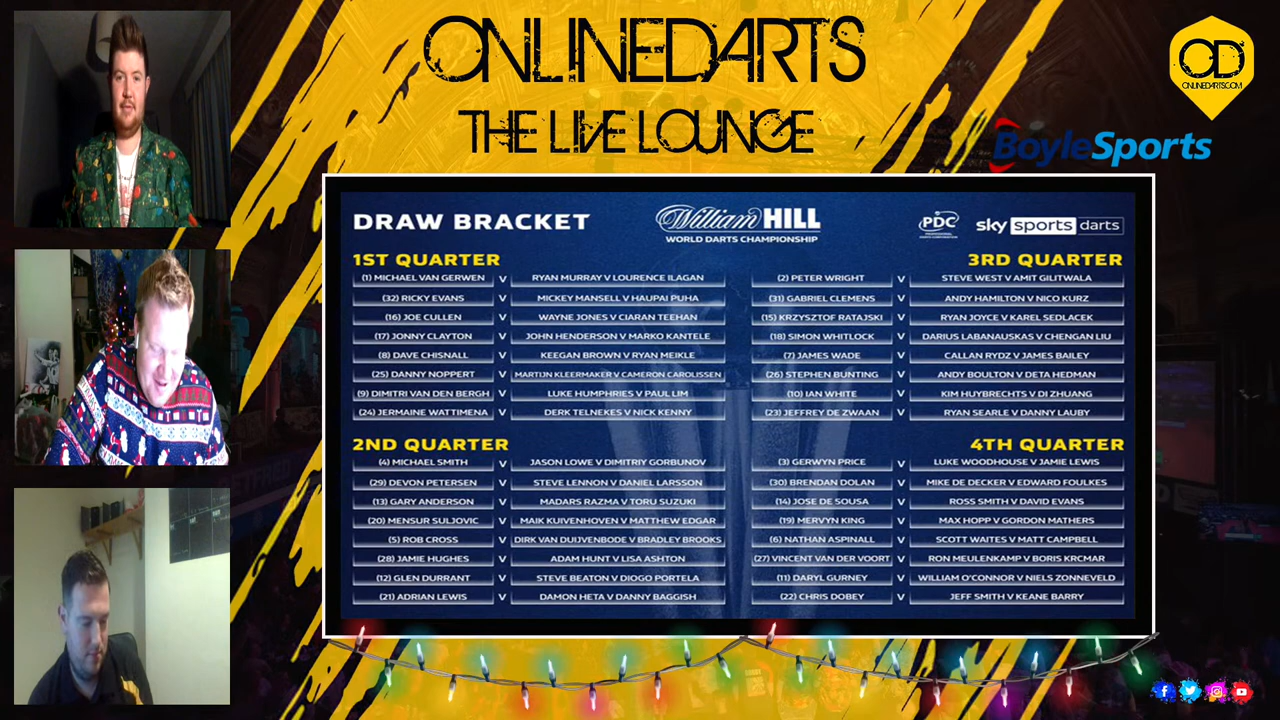 ONLINEDARTS
THE LIVE LOUNGE
OD
ONLINEDARTS.COM
BoyleSports
DRAW BRACKET
William HILL
WORLD DARTS CHAMPIONSHIP
PDC
sky sports darts
1ST QUARTER
(1) MICHAEL VAN GERWEN V RYAN MURRAY V LOURENCE ILAGAN
(32) RICKY EVANS V MICKEY MANSELL V HAUPAI PUHA
(16) JOE CULLEN V WAYNE JONES V CIARAN TEEHAN
(17) JONNY CLAYTON V JOHN HENDERSON V MARKO KANTELE
(8) DAVE CHISNALL V KEEGAN BROWN V RYAN MEIKLE
(25) DANNY NOPPERT V MARTIJN KLEERMAKER V CAMERON CAROLISSEN
(9) DIMITRI VAN DEN BERGH V LUKE HUMPHRIES V PAUL LIM
(24) JERMAINE WATTIMENA V DERK TELNEKES V NICK KENNY
3RD QUARTER
(2) PETER WRIGHT V STEVE WEST V AMIT GILITWALA
(31) GABRIEL CLEMENS V ANDY HAMILTON V NICO KURZ
(15) KRZYSZTOF RATAJSKI V RYAN JOYCE V KAREL SEDLACEK
(18) SIMON WHITLOCK V DARIUS LABANAUSKAS V CHENGAN LIU
(7) JAMES WADE V CALLAN RYDZ V JAMES BAILEY
(26) STEPHEN BUNTING V ANDY BOULTON V DETA HEDMAN
(10) IAN WHITE V KIM HUYBRECHTS V DI ZHUANG
(23) JEFFREY DE ZWAAN V RYAN SEARLE V DANNY LAUBY
2ND QUARTER
(4) MICHAEL SMITH V JASON LOWE V DIMITRIY GORBUNOV
(29) DEVON PETERSEN V STEVE LENNON V DANIEL LARSSON
(13) GARY ANDERSON V MADARS RAZMA V TORU SUZUKI
(20) MENSUR SULJOVIC V MAIK KUIVENHOVEN V MATTHEW EDGAR
(5) ROB CROSS V DIRK VAN DUIJVENBODE V BRADLEY BROOKS
(28) JAMIE HUGHES V ADAM HUNT V LISA ASHTON
(12) GLEN DURRANT V STEVE BEATON V DIOGO PORTELA
(21) ADRIAN LEWIS V DAMON HETA V DANNY BAGGISH
4TH QUARTER
(3) GERWYN PRICE V LUKE WOODHOUSE V JAMIE LEWIS
(30) BRENDAN DOLAN V MIKE DE DECKER V EDWARD FOULKES
(14) JOSE DE SOUSA V ROSS SMITH V DAVID EVANS
(19) MERVYN KING V MAX HOPP V GORDON MATHERS
(6) NATHAN ASPINALL V SCOTT WAITES V MATT CAMPBELL
(27) VINCENT VAN DER VOORT V RON MEULENKAMP V BORIS KRCMAR
(11) DARYL GURNEY V WILLIAM O'CONNOR V NIELS ZONNEVELD
(22) CHRIS DOBEY V JEFF SMITH V KEANE BARRY